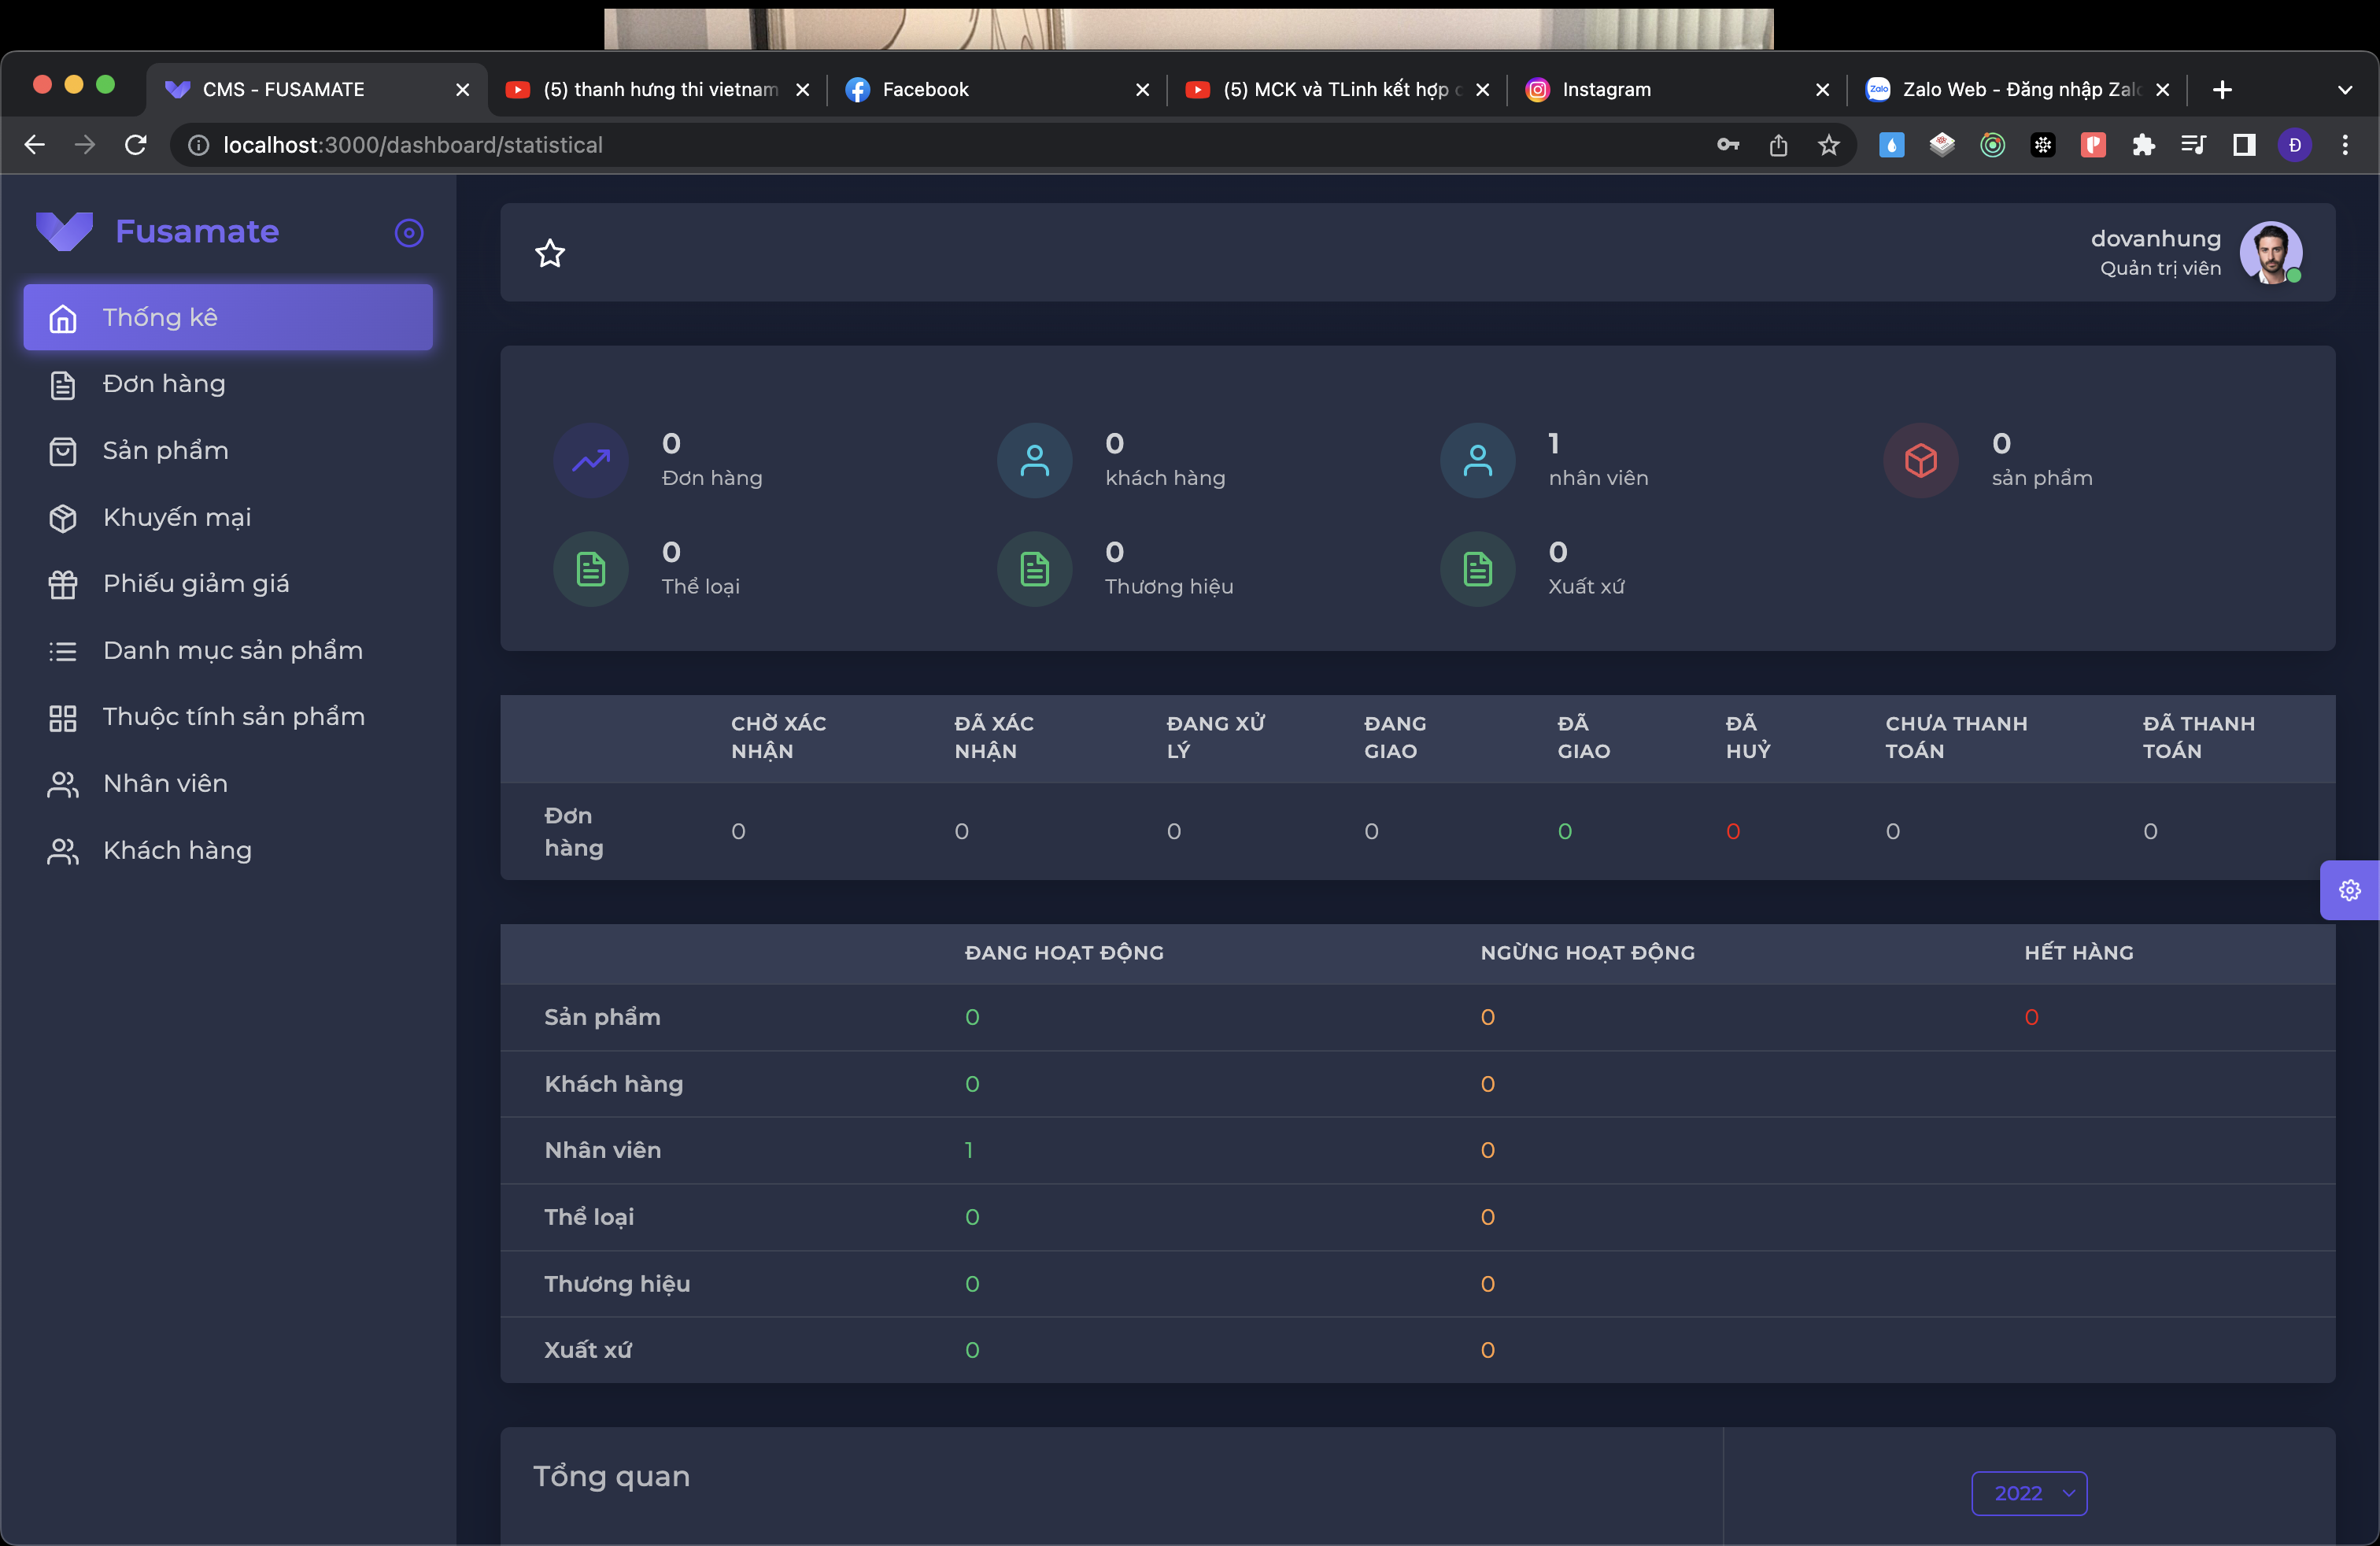 CMS - FUSAMATE
(5) thanh hưng thi vietnam
Facebook
(5) MCK và TLinh kết hợp
Instagram
Zalo Web - Đăng nhập Zal
localhost:3000/dashboard/statistical
Đ
Fusamate
Thống kê
Đơn hàng
Sản phẩm
Khuyến mại
Phiếu giảm giá
Danh mục sản phẩm
Thuộc tính sản phẩm
Nhân viên
Khách hàng
dovanhung
Quản trị viên
0
Đơn hàng
0
khách hàng
1
nhân viên
0
sản phẩm
0
Thể loại
0
Thương hiệu
0
Xuất xứ
CHỜ XÁC NHẬN ĐÃ XÁC NHẬN ĐANG XỬ LÝ ĐANG GIAO ĐÃ GIAO ĐÃ HUỶ CHƯA THANH TOÁN ĐÃ THANH TOÁN
Đơn hàng 0 0 0 0 0 0 0 0
ĐANG HOẠT ĐỘNG NGỪNG HOẠT ĐỘNG HẾT HÀNG
Sản phẩm 0 0 0
Khách hàng 0 0
Nhân viên 1 0
Thể loại 0 0
Thương hiệu 0 0
Xuất xứ 0 0
Tổng quan
2022